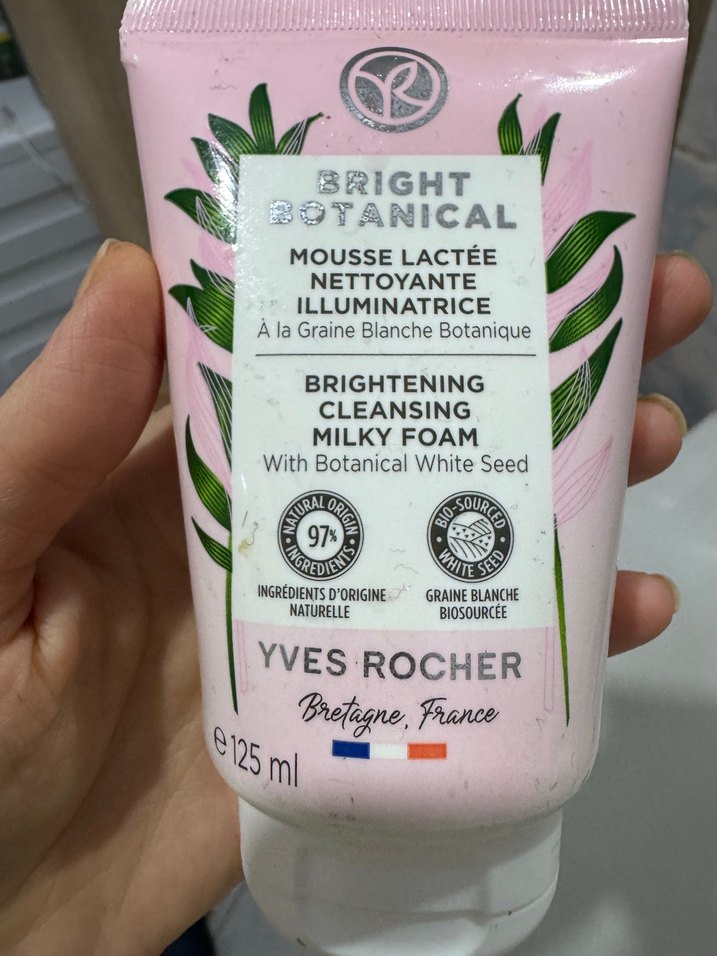 BRIGHT
BOTANICAL
MOUSSE LACTÉE
NETTOYANTE
ILLUMINATRICE
À la Graine Blanche Botanique
BRIGHTENING
CLEANSING
MILKY FOAM
With Botanical White Seed
NATURAL ORIGIN
97%
INGREDIENTS
INGRÉDIENTS D'ORIGINE
NATURELLE
BIO-SOURCED
WHITE SEED
GRAINE BLANCHE
BIOSOURCÉE
YVES ROCHER
Bretagne, France
e 125 ml